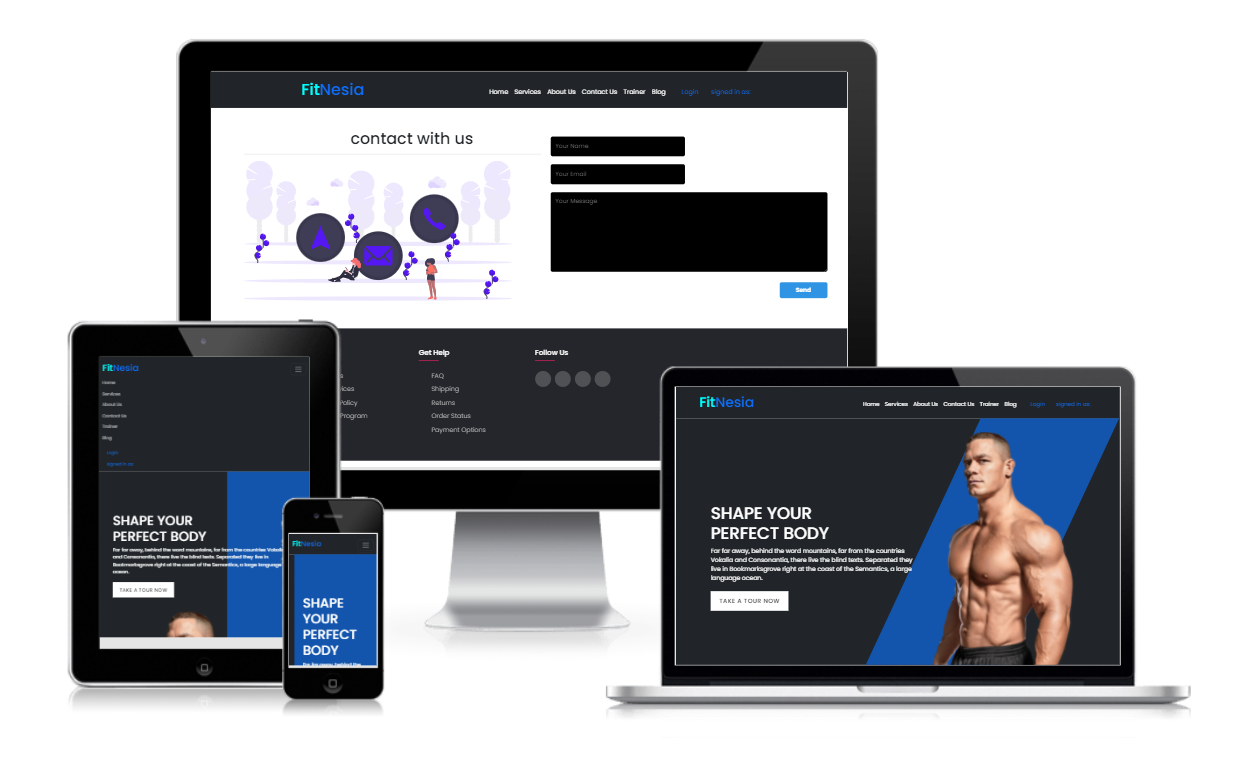 FitNesia
Home Services About Us Contact Us Trainer Blog Login signed in as:
contact with us
Your Name
Your Email
Your Message
Send
Get Help
Follow Us
FAQ
Shipping
Returns
Order Status
Payment Options
Policy
Program
FitNesia
Home
Services
About Us
Contact Us
Trainer
Blog
Login
signed in as:
SHAPE YOUR
PERFECT BODY
Far far away, behind the word mountains, far from the countries
and Consonantia, there live the blind texts. Separated they live in
Bookmarksgrove right at the coast of the Semantics, a large language
ocean.
TAKE A TOUR NOW
FitNesia
SHAPE
YOUR
PERFECT
BODY
Far far away, behind the
FitNesia
Home Services About Us Contact Us Trainer Blog Login signed in as:
SHAPE YOUR
PERFECT BODY
Far far away, behind the word mountains, far from the countries
Vokalia and Consonantia, there live the blind texts. Separated they
live in Bookmarksgrove right at the coast of the Semantics, a large
language ocean.
TAKE A TOUR NOW